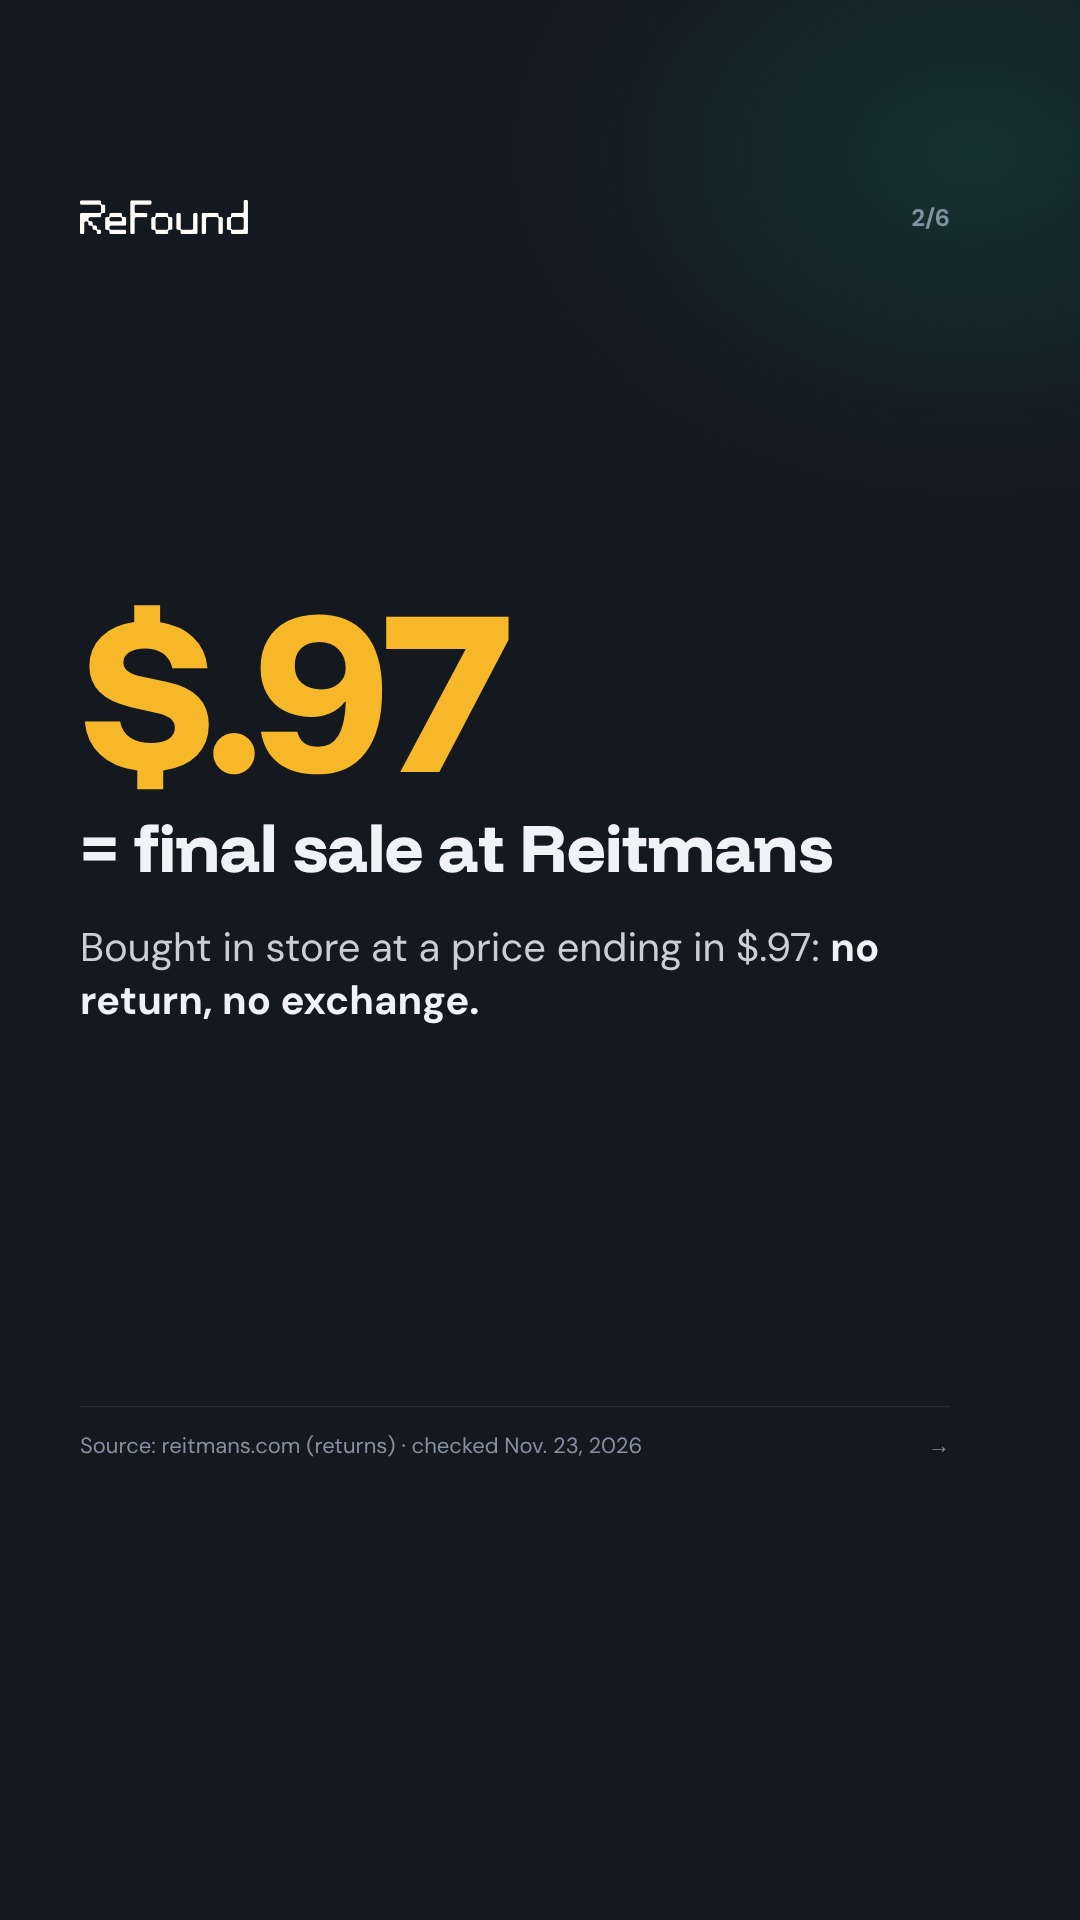 ReFound
2/6
$.97
= final sale at Reitmans
Bought in store at a price ending in $.97: no
return, no exchange.
Source: reitmans.com (returns) · checked Nov. 23, 2026 →